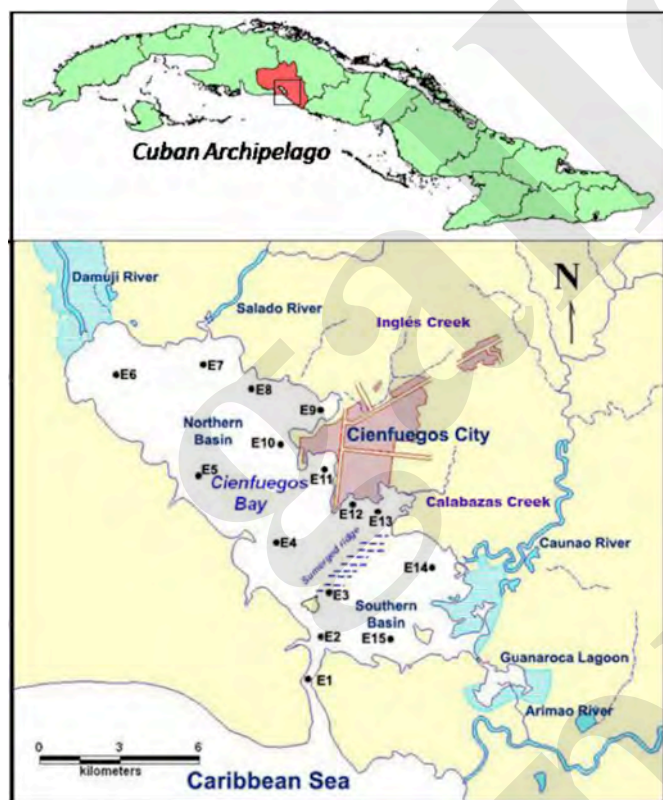 Cuban Archipelago
Damuji River
N
Salado River
Inglés Creek
E7
E6
E8
E9
Northern
Basin
E10
Cienfuegos City
E5
Cienfuegos
Bay
E11
Calabazas Creek
E12
E13
Caunao River
E4
Sumerged ridge
E14
E3
Southern
Basin
E2
E15
Guanaroca Lagoon
E1
Arimao River
0 3 6
kilometers
Caribbean Sea